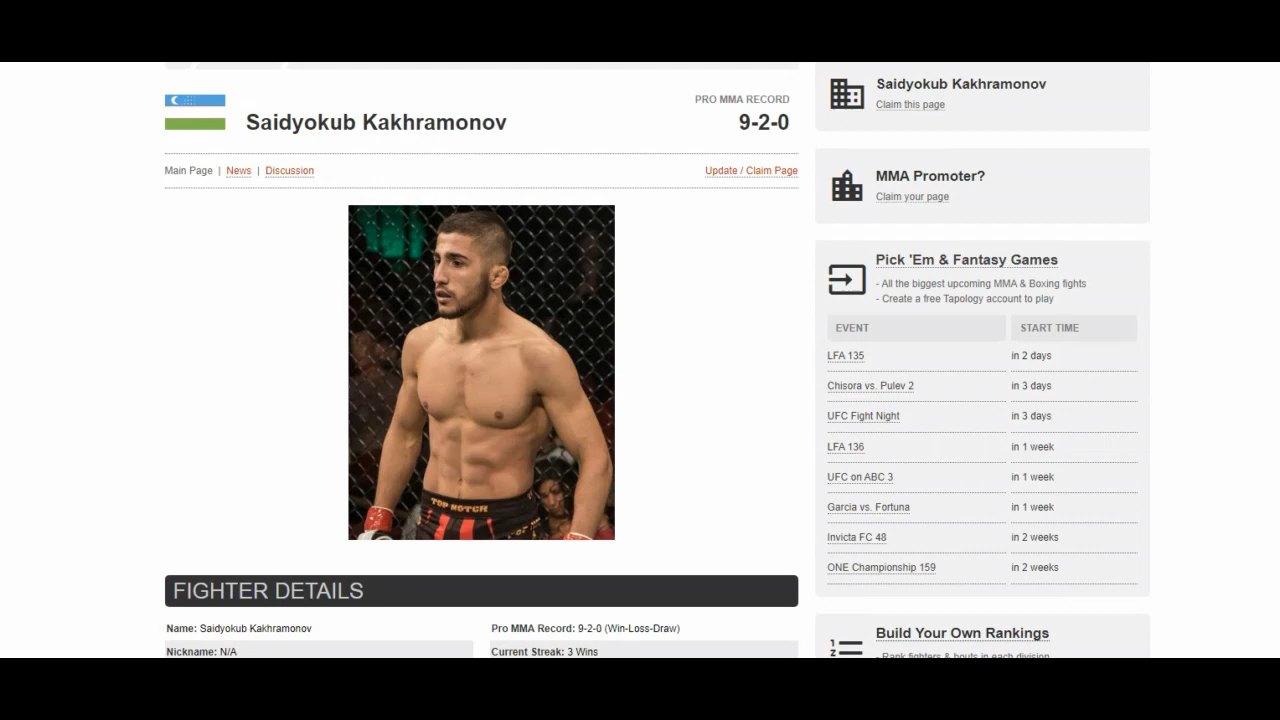 Saidyokub Kakhramonov
PRO MMA RECORD
9-2-0
Main Page | News | Discussion
Update / Claim Page
TOP NOTCH
FIGHTER DETAILS
Name: Saidyokub Kakhramonov
Pro MMA Record: 9-2-0 (Win-Loss-Draw)
Nickname: N/A
Current Streak: 3 Wins
Saidyokub Kakhramonov
Claim this page
MMA Promoter?
Claim your page
Pick 'Em & Fantasy Games
- All the biggest upcoming MMA & Boxing fights
- Create a free Tapology account to play
EVENT START TIME
LFA 135 in 2 days
Chisora vs. Pulev 2 in 3 days
UFC Fight Night in 3 days
LFA 136 in 1 week
UFC on ABC 3 in 1 week
Garcia vs. Fortuna in 1 week
Invicta FC 48 in 2 weeks
ONE Championship 159 in 2 weeks
Build Your Own Rankings
- Rank fighters & bouts in each division